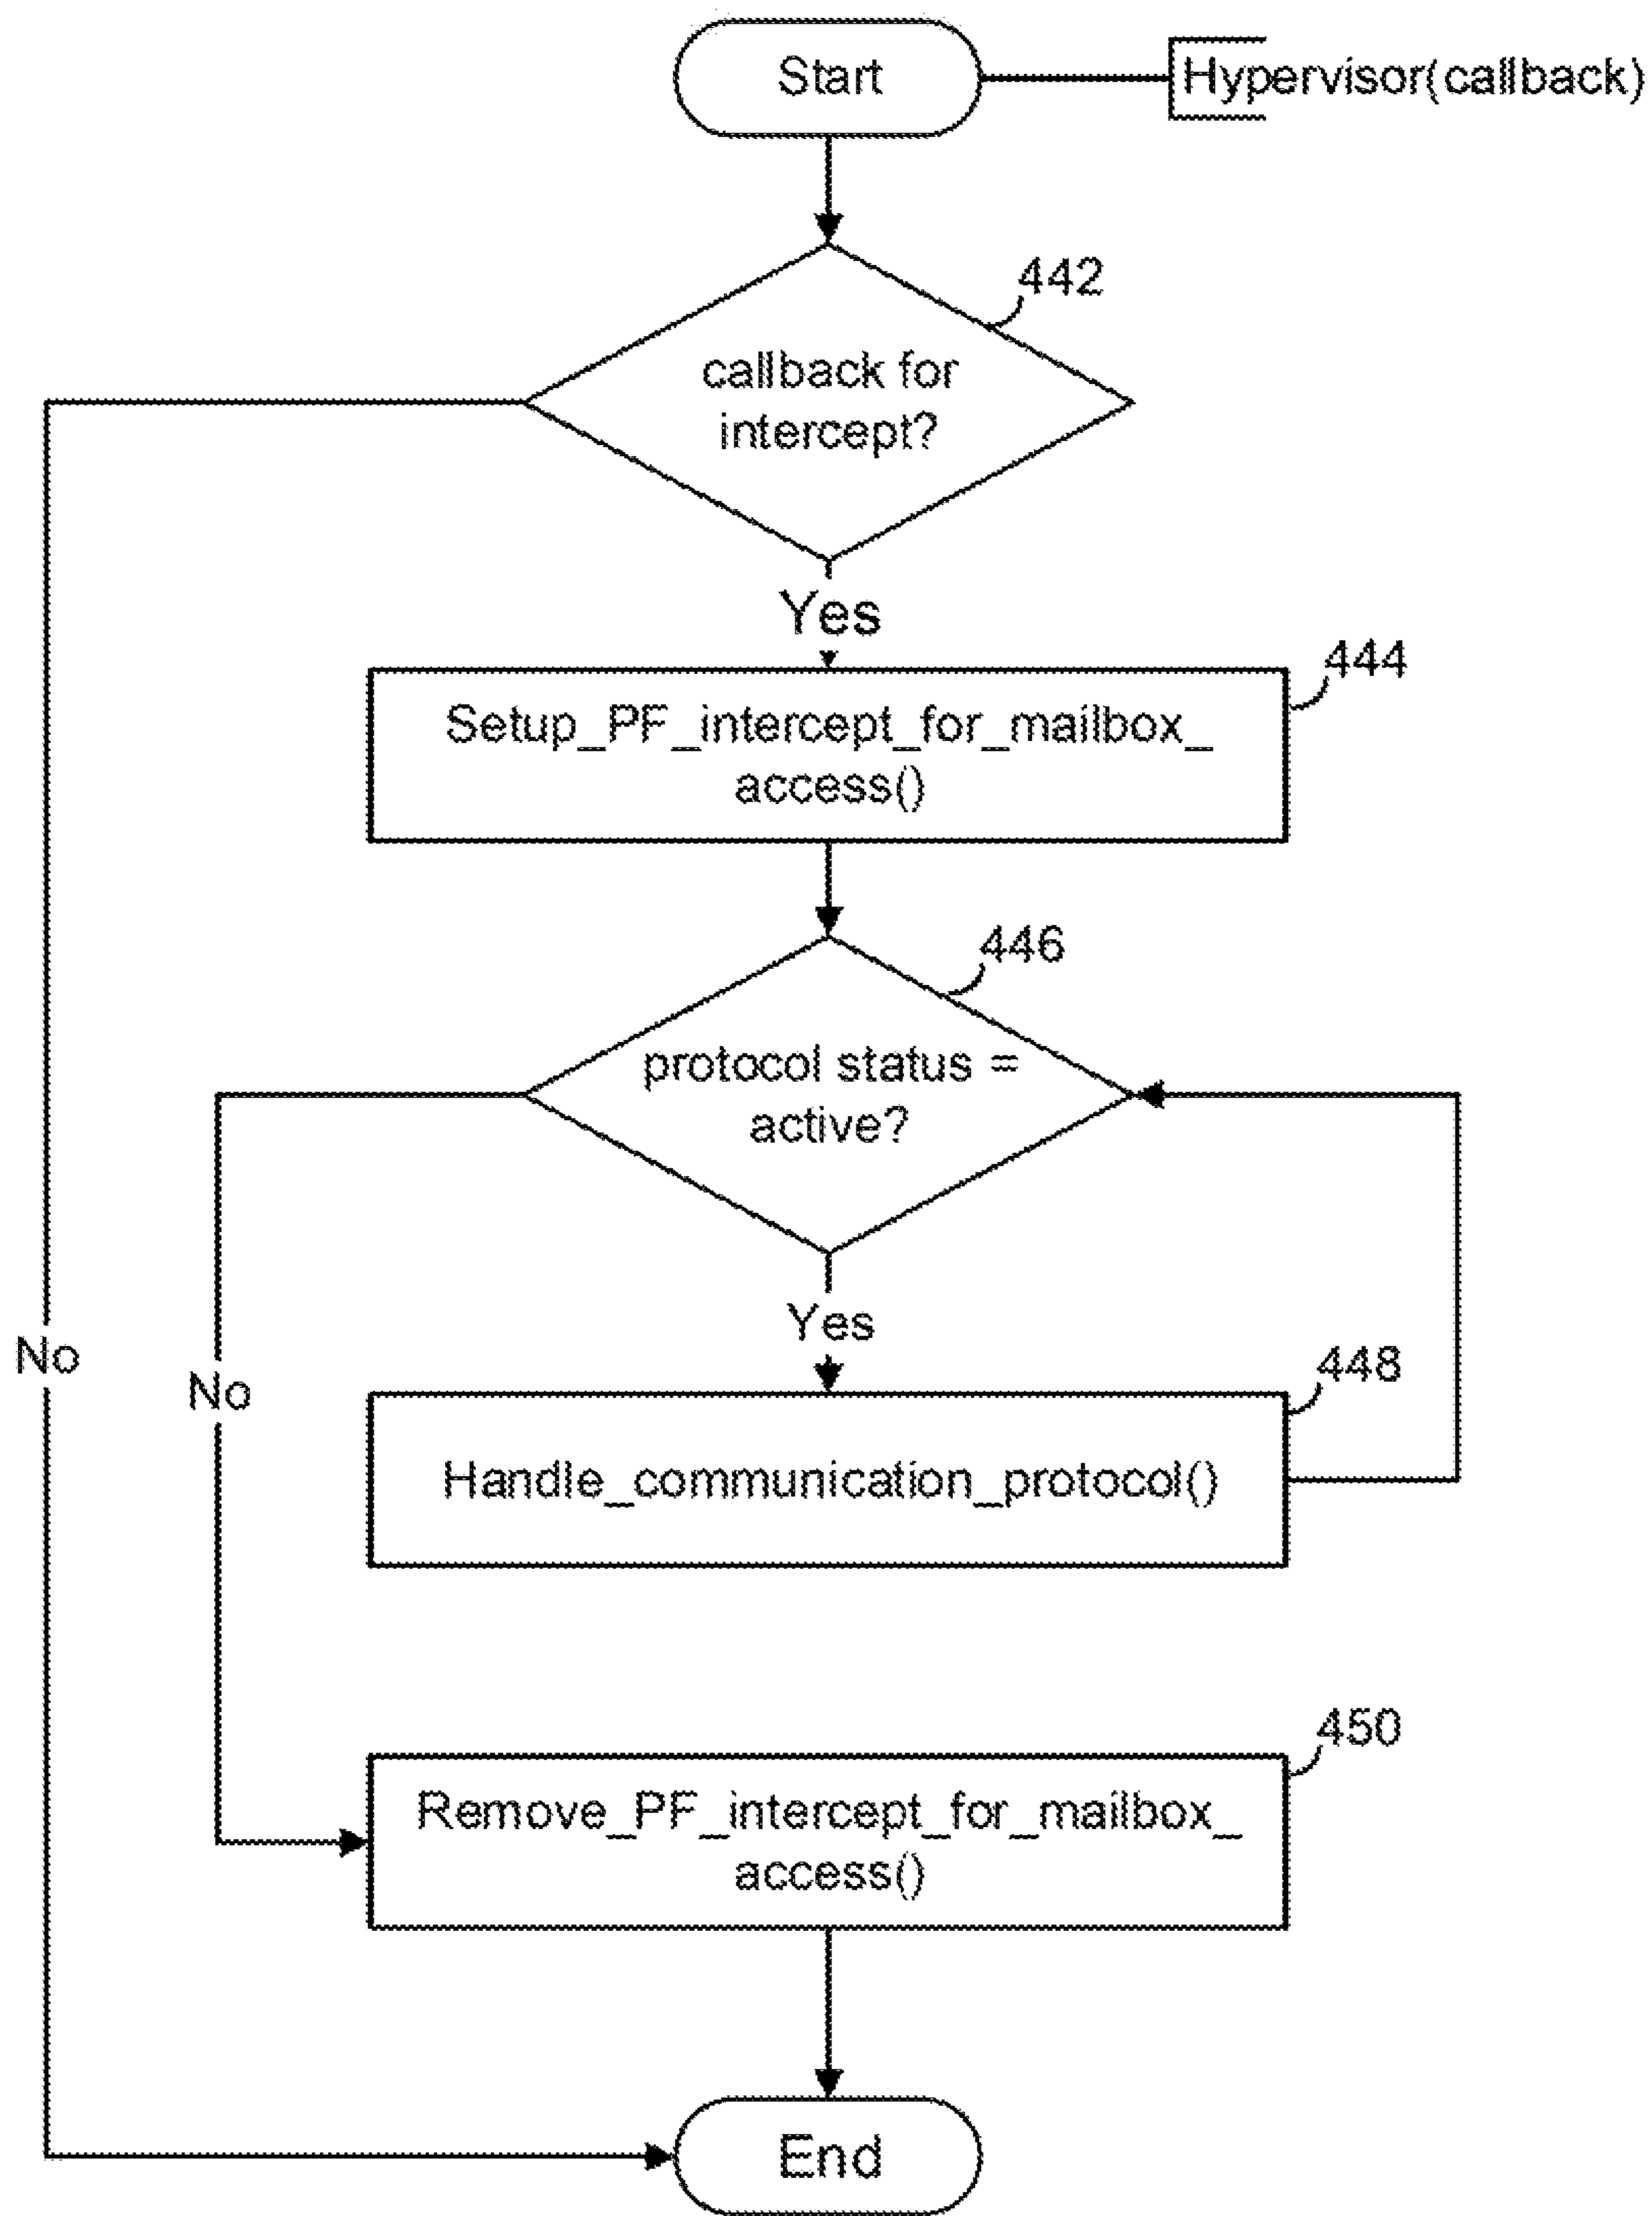 Start
Hypervisor(callback)
442
callback for
intercept?
Yes
444
Setup_PF_intercept_for_mailbox_
access()
446
protocol status =
active?
Yes
No
No
448
Handle_communication_protocol()
450
Remove_PF_intercept_for_mailbox_
access()
End